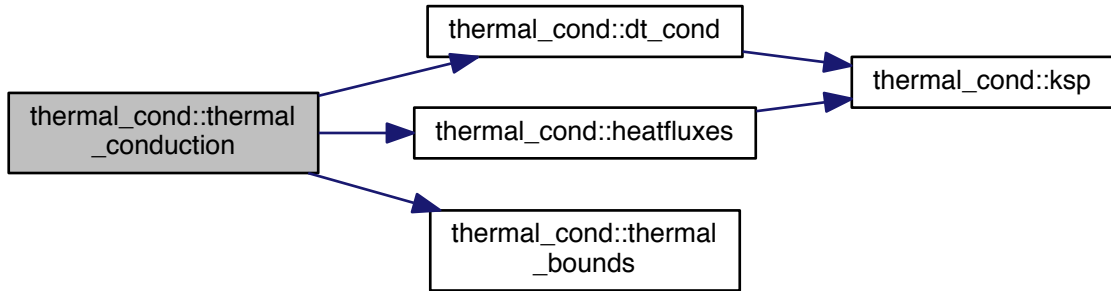 thermal_cond::thermal
_conduction
thermal_cond::dt_cond
thermal_cond::heatfluxes
thermal_cond::thermal
_bounds
thermal_cond::ksp